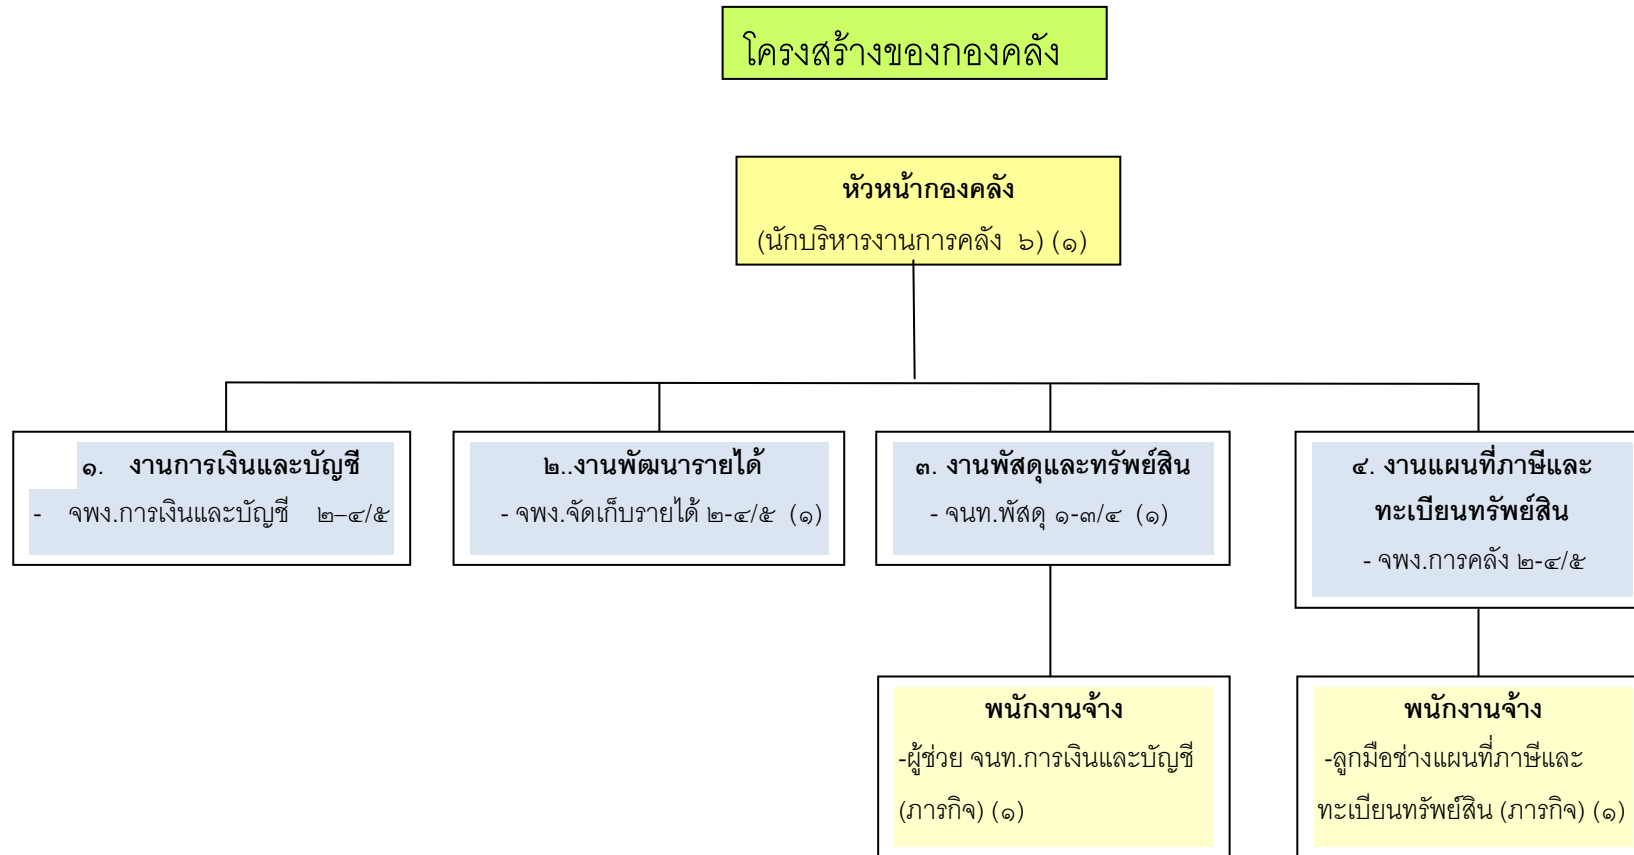 โครงสร้างของกองคลัง
หัวหน้ากองคลัง
(นักบริหารงานการคลัง ๖) (๑)
๑. งานการเงินและบัญชี
- จพง.การเงินและบัญชี ๒–๔/๕
๒..งานพัฒนารายได้
- จพง.จัดเก็บรายได้ ๒-๔/๕ (๑)
๓. งานพัสดุและทรัพย์สิน
- จนท.พัสดุ ๑-๓/๔ (๑)
๔. งานแผนที่ภาษีและ
ทะเบียนทรัพย์สิน
- จพง.การคลัง ๒-๔/๕
พนักงานจ้าง
-ผู้ช่วย จนท.การเงินและบัญชี
(ภารกิจ) (๑)
พนักงานจ้าง
-ลูกมือช่างแผนที่ภาษีและ
ทะเบียนทรัพย์สิน (ภารกิจ) (๑)